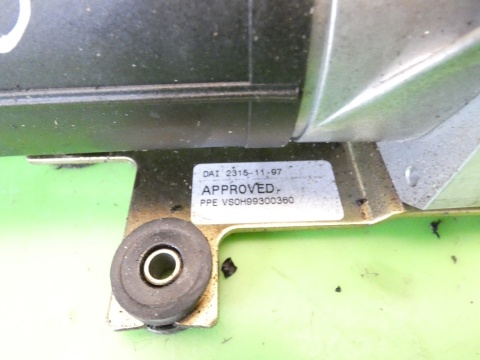 DAI 2315-11-97
APPROVED.
PPE VS0H99300360